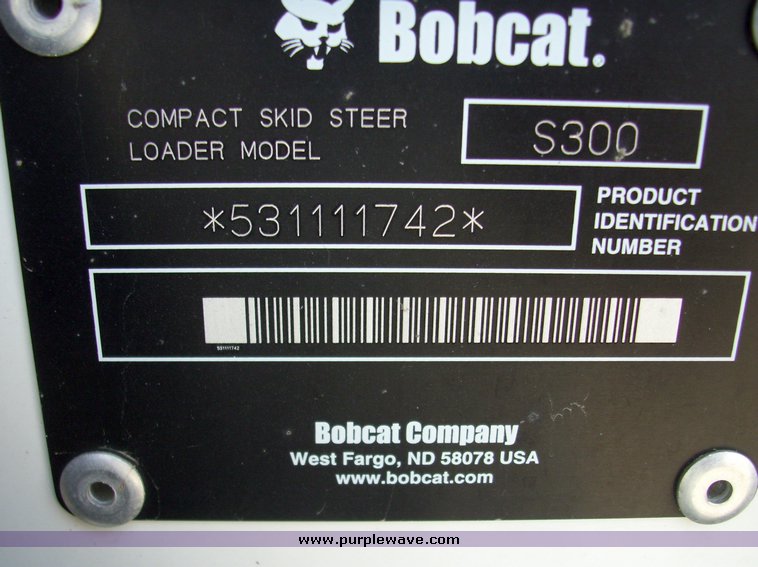 Bobcat.
COMPACT SKID STEER
LOADER MODEL
S300
*531111742*
PRODUCT
IDENTIFICATION
NUMBER
531111742
Bobcat Company
West Fargo, ND 58078 USA
www.bobcat.com
www.purplewave.com